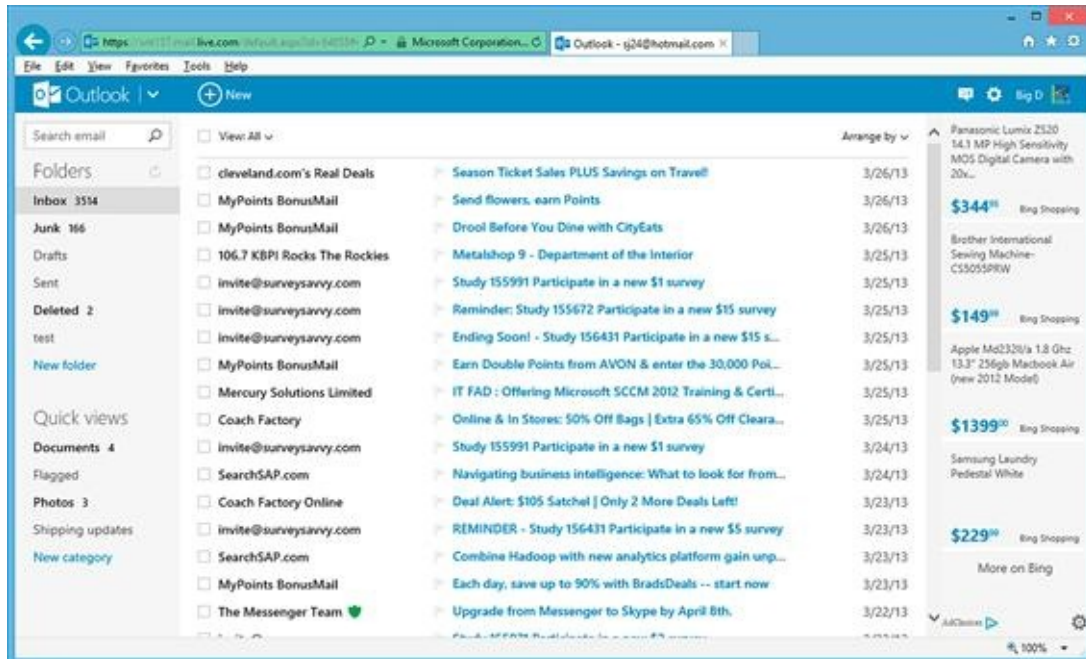 https
live.com
Microsoft Corporation...
Outlook - sj24@hotmail.com
File Edit View Favorites Tools Help
Outlook
New
Big D
Search email
View: All
Arrange by
Folders
Inbox 3514
Junk 166
Drafts
Sent
Deleted 2
test
New folder
Quick views
Documents 4
Flagged
Photos 3
Shipping updates
New category
cleveland.com's Real Deals Season Ticket Sales PLUS Savings on Travel! 3/26/13
MyPoints BonusMail Send flowers, earn Points 3/26/13
MyPoints BonusMail Drool Before You Dine with CityEats 3/26/13
106.7 KBPI Rocks The Rockies Metalshop 9 - Department of the Interior 3/25/13
invite@surveysavvy.com Study 155991 Participate in a new $1 survey 3/25/13
invite@surveysavvy.com Reminder: Study 155672 Participate in a new $15 survey 3/25/13
invite@surveysavvy.com Ending Soon! - Study 156431 Participate in a new $15 s... 3/25/13
MyPoints BonusMail Earn Double Points from AVON & enter the 30,000 Poi... 3/25/13
Mercury Solutions Limited IT FAD : Offering Microsoft SCCM 2012 Training & Certi... 3/25/13
Coach Factory Online & In Stores: 50% Off Bags | Extra 65% Off Cleara... 3/25/13
invite@surveysavvy.com Study 155991 Participate in a new $1 survey 3/24/13
SearchSAP.com Navigating business intelligence: What to look for from... 3/24/13
Coach Factory Online Deal Alert: $105 Satchel | Only 2 More Deals Left! 3/23/13
invite@surveysavvy.com REMINDER - Study 156431 Participate in a new $5 survey 3/23/13
SearchSAP.com Combine Hadoop with new analytics platform gain unp... 3/23/13
MyPoints BonusMail Each day, save up to 90% with BradsDeals -- start now 3/23/13
The Messenger Team Upgrade from Messenger to Skype by April 8th. 3/22/13
Panasonic Lumix ZS20
14.1 MP High Sensitivity
MOS Digital Camera with
20x...
$344 Bing Shopping
Brother International
Sewing Machine-
CS5055PRW
$149 Bing Shopping
Apple Md232ll/a 1.8 Ghz
13.3" 256gb Macbook Air
(new 2012 Model)
$1399 Bing Shopping
Samsung Laundry
Pedestal White
$229 Bing Shopping
More on Bing
AdChoices
100%